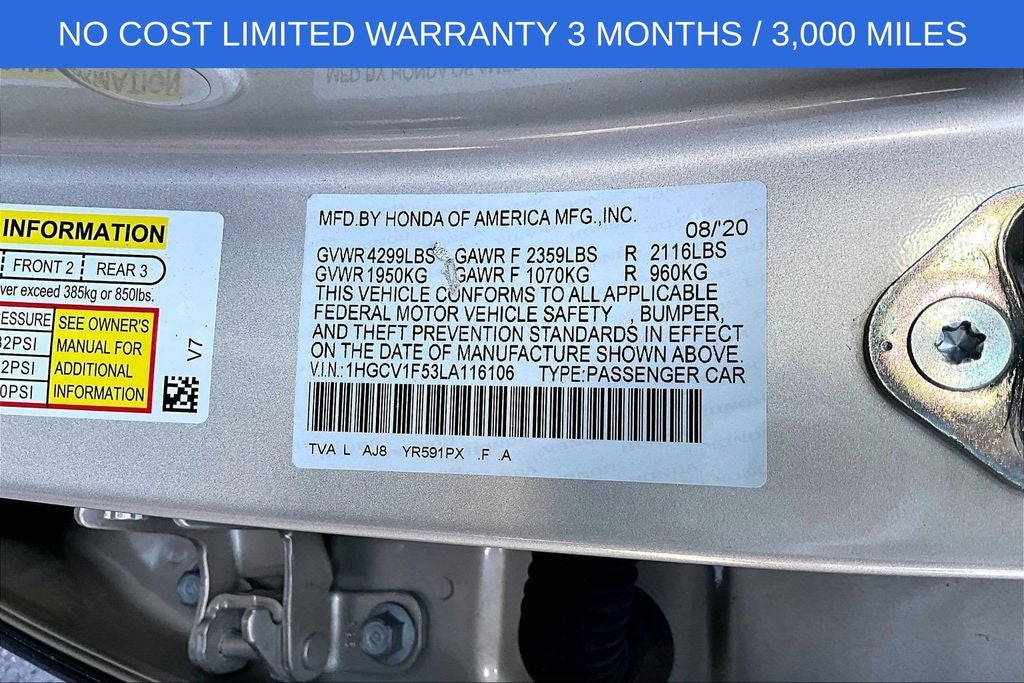 NO COST LIMITED WARRANTY 3 MONTHS / 3,000 MILES
INFORMATION
FRONT 2 REAR 3
ver exceed 385kg or 850lbs.
RESSURE
32PSI
2PSI
0PSI
SEE OWNER'S
MANUAL FOR
ADDITIONAL
INFORMATION
V7
MFD.BY HONDA OF AMERICA MFG.,INC.
08/'20
GVWR 4299LBS GAWR F 2359LBS R 2116LBS
GVWR 1950KG GAWR F 1070KG R 960KG
THIS VEHICLE CONFORMS TO ALL APPLICABLE
FEDERAL MOTOR VEHICLE SAFETY , BUMPER,
AND THEFT PREVENTION STANDARDS IN EFFECT
ON THE DATE OF MANUFACTURE SHOWN ABOVE.
V.I.N.: 1HGCV1F53LA116106 TYPE:PASSENGER CAR
TVA L AJ8 YR591PX .F .A